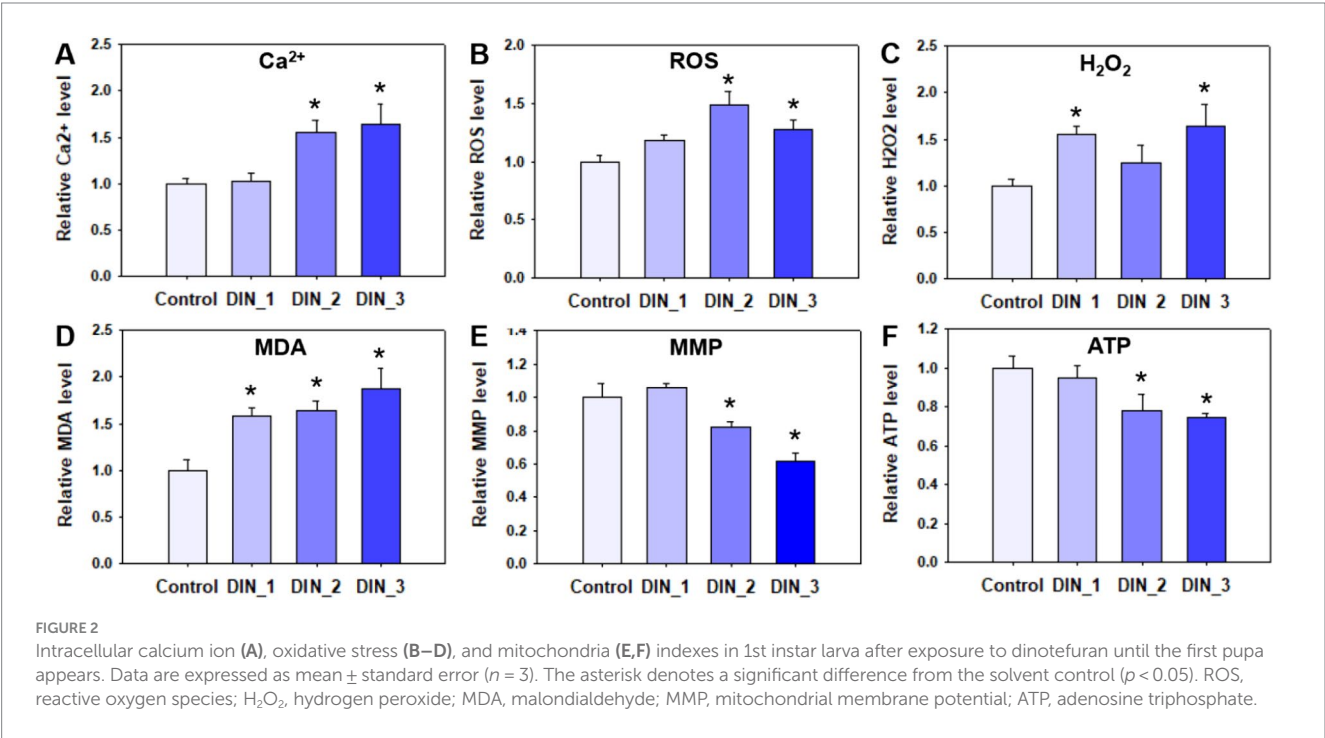 A
Ca²⁺
Relative Ca2+ level
2.5
2.0
1.5
1.0
0.5
0.0
*
*
Control DIN_1 DIN_2 DIN_3
B
ROS
Relative ROS level
2.0
1.5
1.0
0.5
0.0
*
*
Control DIN_1 DIN_2 DIN_3
C
H₂O₂
Relative H2O2 level
2.5
2.0
1.5
1.0
0.5
0.0
*
*
Control DIN_1 DIN_2 DIN_3
D
MDA
Relative MDA level
2.5
2.0
1.5
1.0
0.5
0.0
*
*
*
Control DIN_1 DIN_2 DIN_3
E
MMP
Relative MMP level
1.4
1.2
1.0
0.8
0.6
0.4
0.2
0.0
*
*
Control DIN_1 DIN_2 DIN_3
F
ATP
Relative ATP level
1.2
1.0
0.8
0.6
0.4
0.2
0.0
*
*
Control DIN_1 DIN_2 DIN_3
FIGURE 2
Intracellular calcium ion (A), oxidative stress (B–D), and mitochondria (E,F) indexes in 1st instar larva after exposure to dinotefuran until the first pupa
appears. Data are expressed as mean ± standard error (n = 3). The asterisk denotes a significant difference from the solvent control (p < 0.05). ROS,
reactive oxygen species; H₂O₂, hydrogen peroxide; MDA, malondialdehyde; MMP, mitochondrial membrane potential; ATP, adenosine triphosphate.